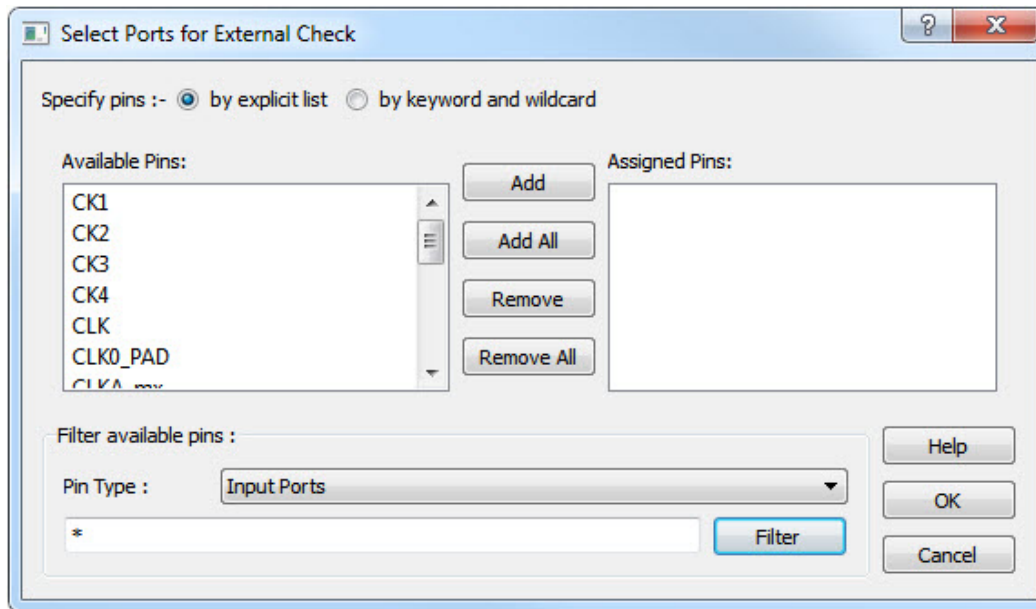 Select Ports for External Check
Specify pins :- by explicit list by keyword and wildcard
Available Pins:
Assigned Pins:
CK1
CK2
CK3
CK4
CLK
CLK0_PAD
Add
Add All
Remove
Remove All
Filter available pins :
Pin Type : Input Ports
*
Filter
Help
OK
Cancel